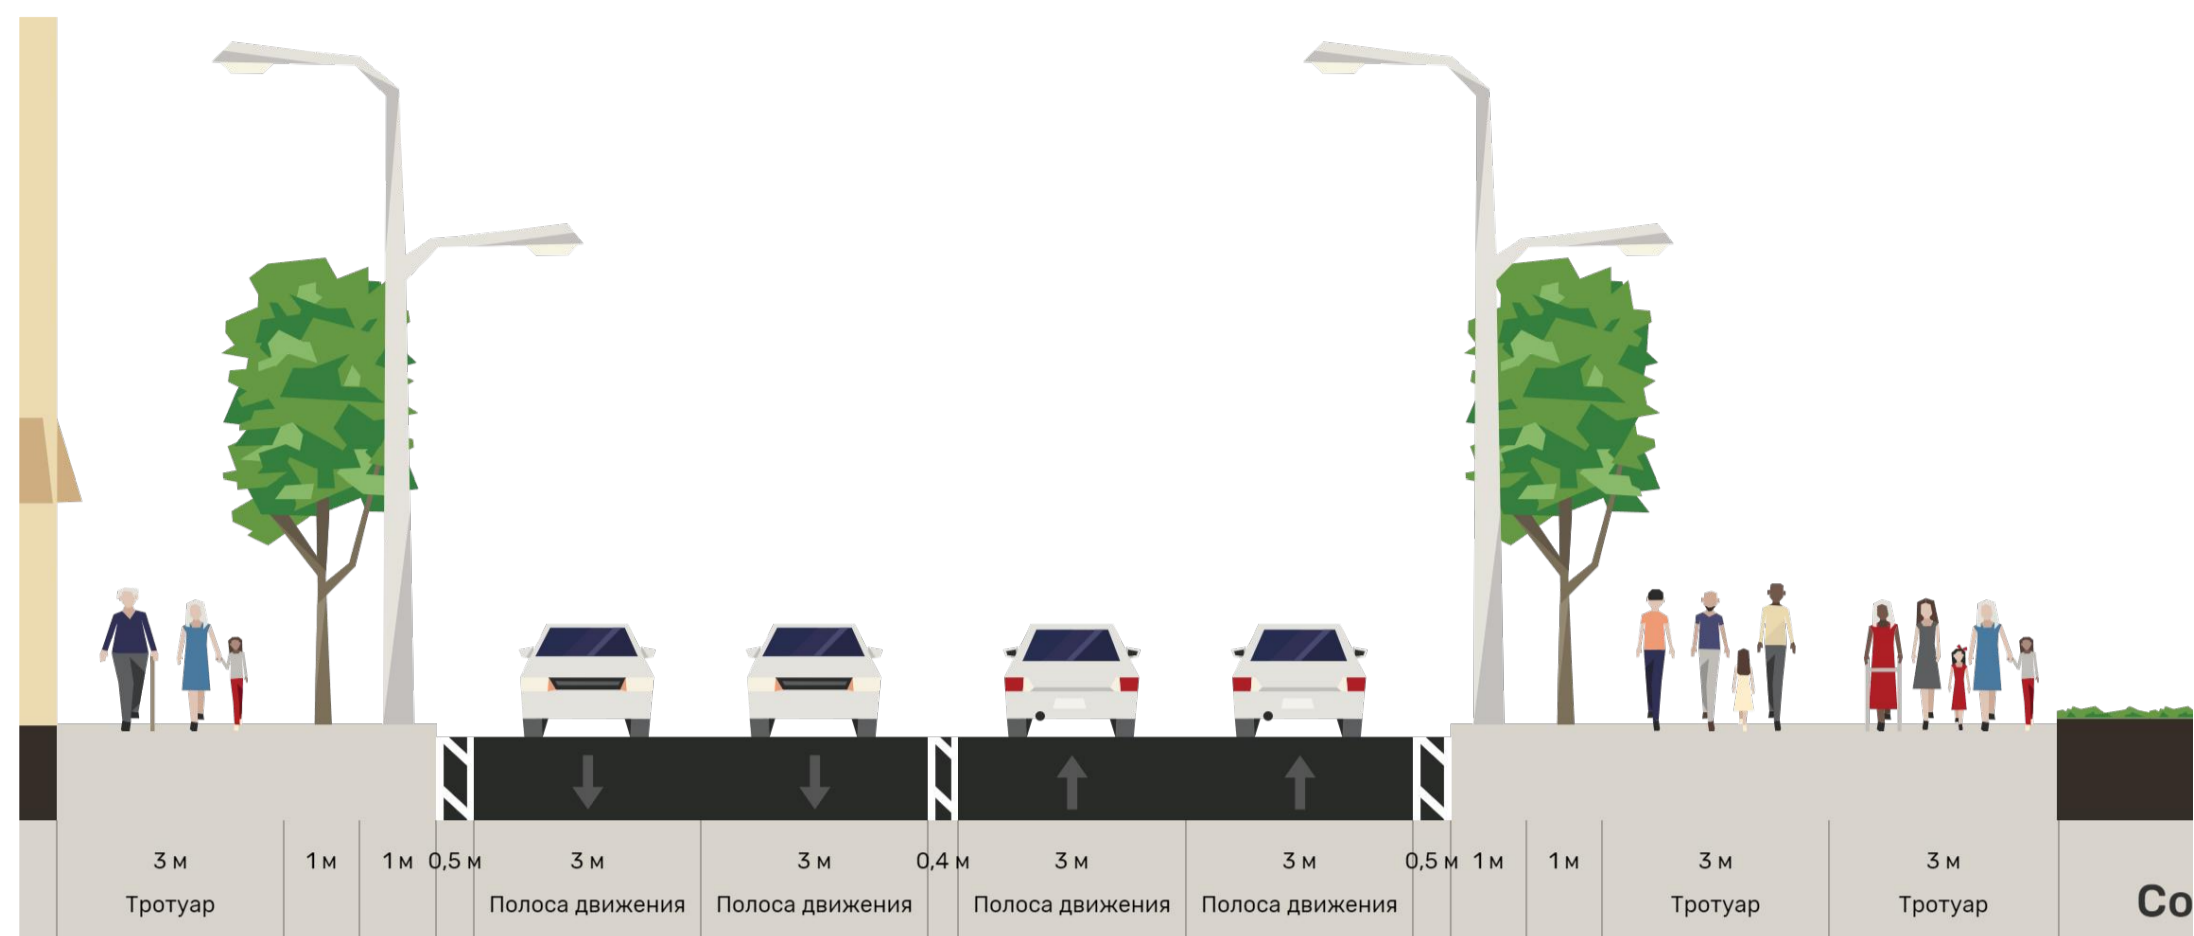 3 м 1 м 1 м 0,5 м 3 м 3 м 0,4 м 3 м 3 м 0,5 м 1 м 1 м 3 м 3 м
Тротуар Полоса движения Полоса движения Полоса движения Полоса движения Тротуар Тротуар Со